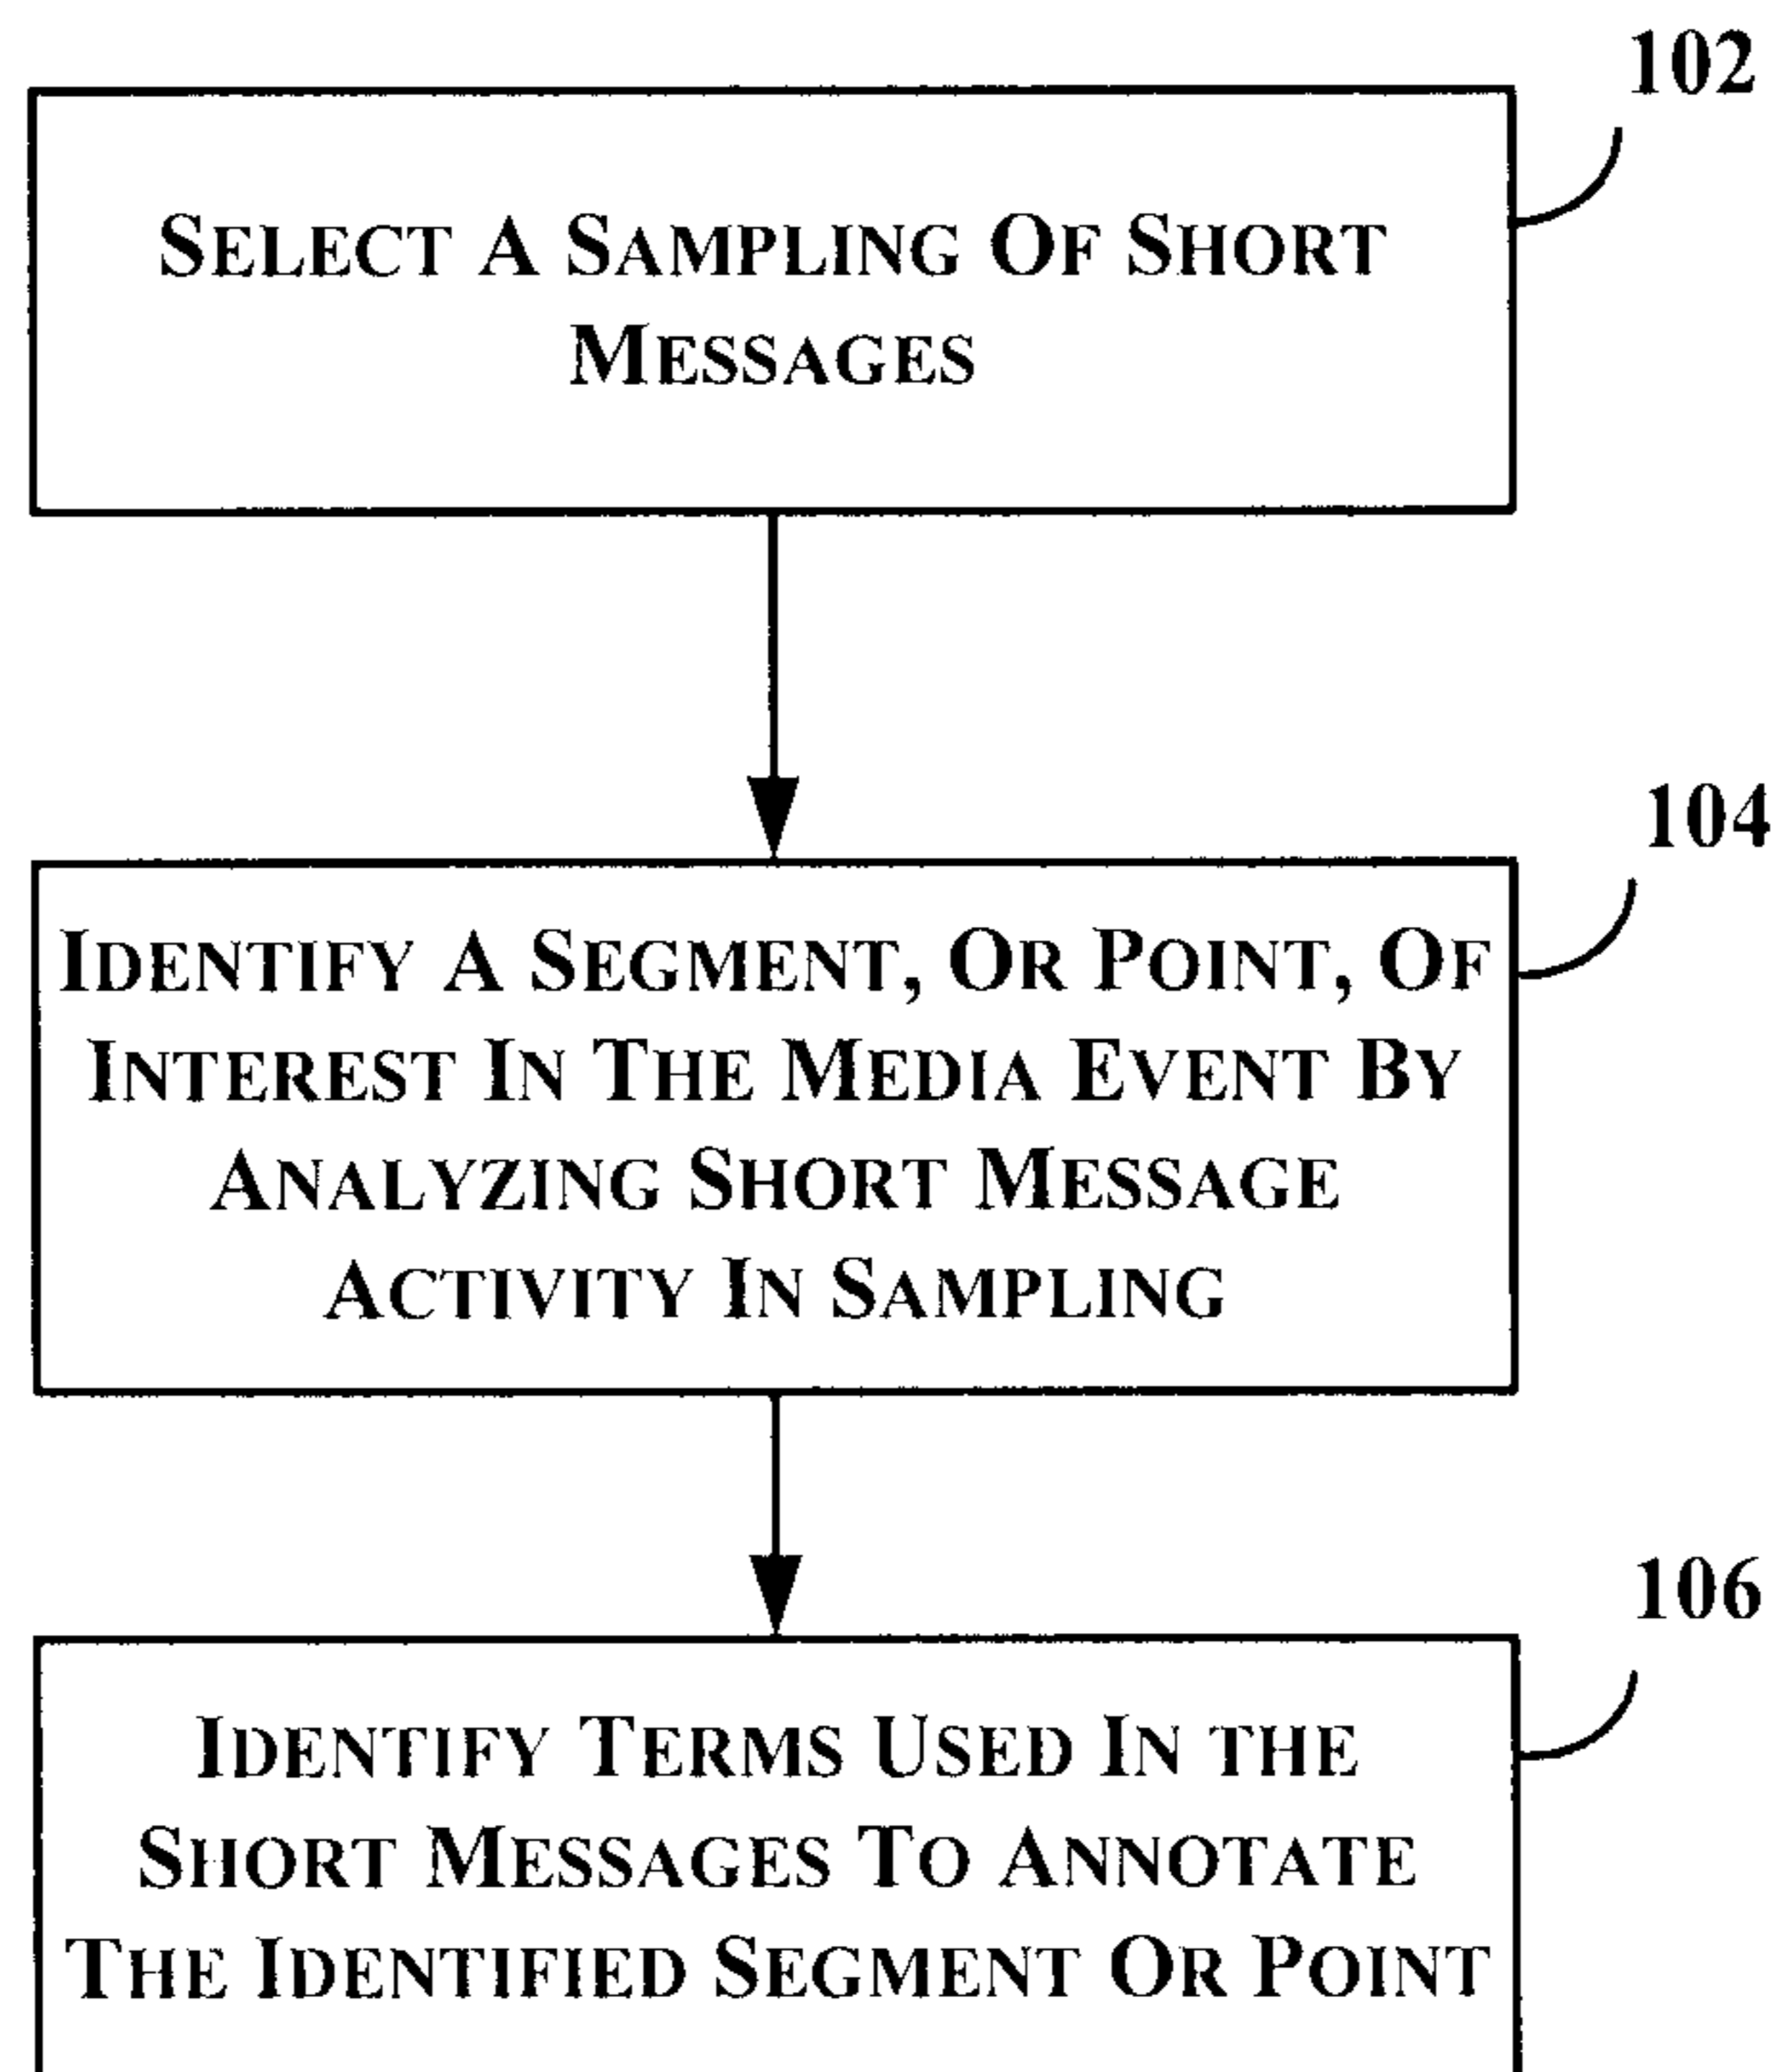 102
SELECT A SAMPLING OF SHORT
MESSAGES
104
IDENTIFY A SEGMENT, OR POINT, OF
INTEREST IN THE MEDIA EVENT BY
ANALYZING SHORT MESSAGE
ACTIVITY IN SAMPLING
106
IDENTIFY TERMS USED IN THE
SHORT MESSAGES TO ANNOTATE
THE IDENTIFIED SEGMENT OR POINT